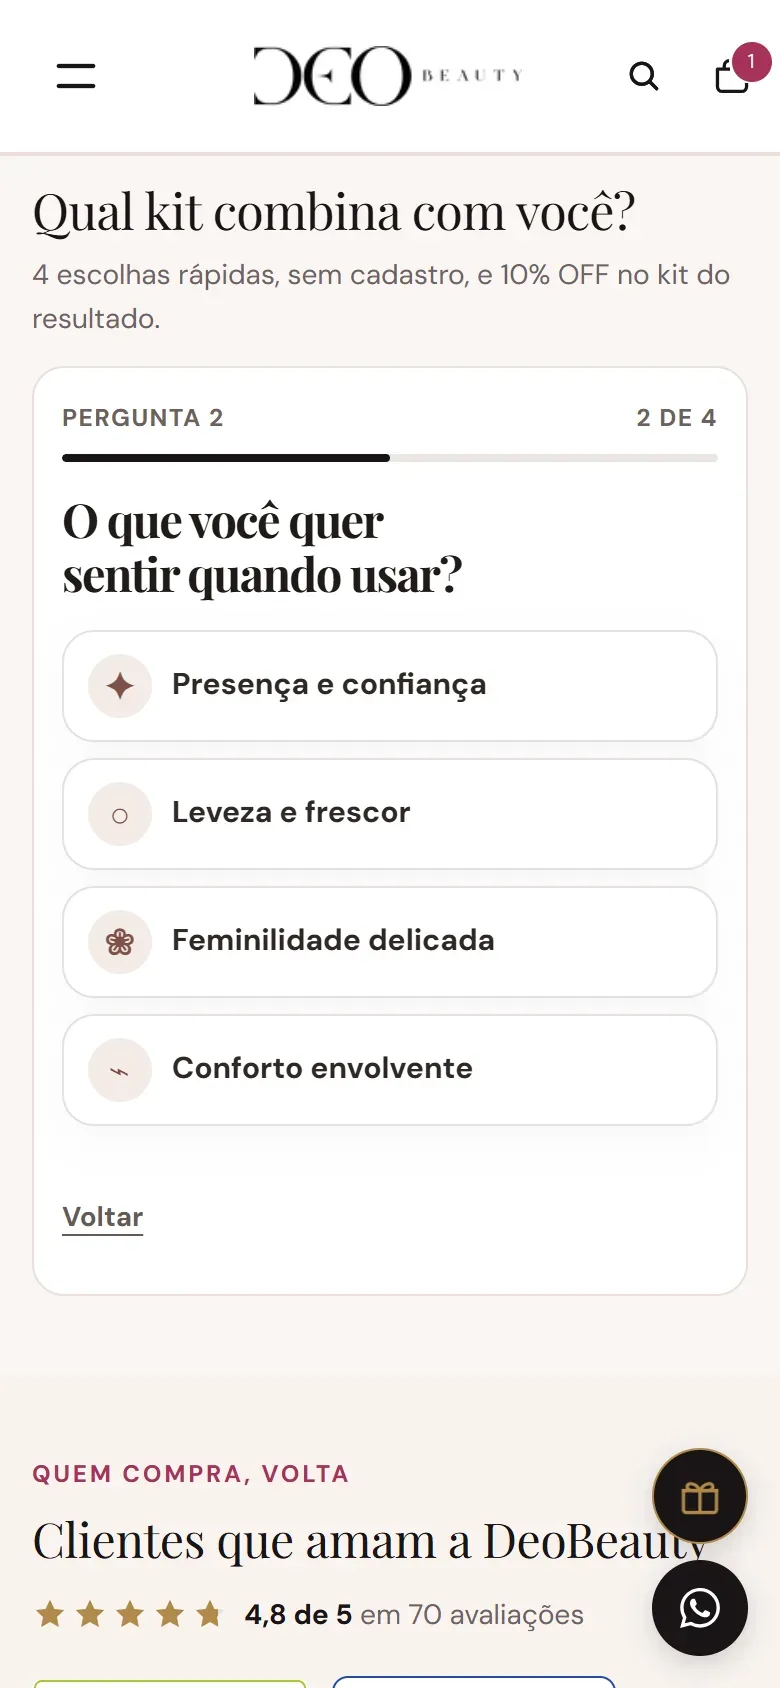 DEO BEAUTY
1
Qual kit combina com você?
4 escolhas rápidas, sem cadastro, e 10% OFF no kit do
resultado.
PERGUNTA 2 2 DE 4
O que você quer
sentir quando usar?
Presença e confiança
Leveza e frescor
Feminilidade delicada
Conforto envolvente
Voltar
QUEM COMPRA, VOLTA
Clientes que amam a DeoBeauty
4,8 de 5 em 70 avaliações